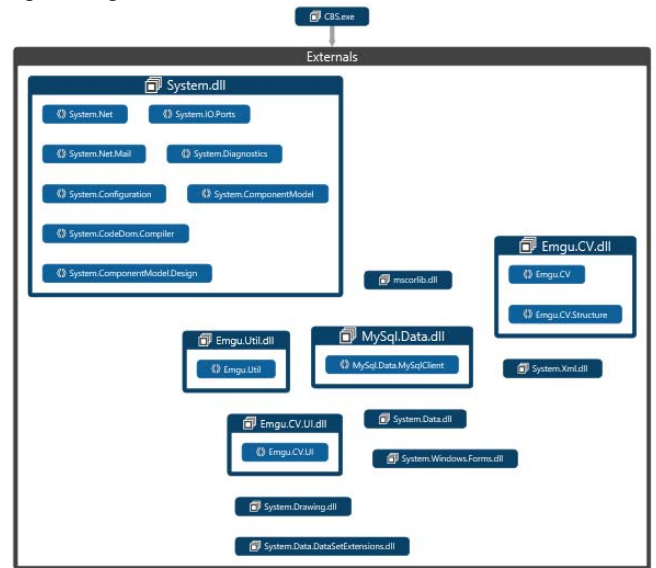 CBS.exe
Externals
System.dll
System.Net
System.IO.Ports
System.Net.Mail
System.Diagnostics
System.Configuration
System.ComponentModel
System.CodeDom.Compiler
System.ComponentModel.Design
Emgu.CV.dll
Emgu.CV
Emgu.CV.Structure
mscorlib.dll
Emgu.Util.dll
Emgu.Util
MySql.Data.dll
MySql.Data.MySqlClient
System.Xml.dll
Emgu.CV.UI.dll
Emgu.CV.UI
System.Data.dll
System.Windows.Forms.dll
System.Drawing.dll
System.Data.DataSetExtensions.dll